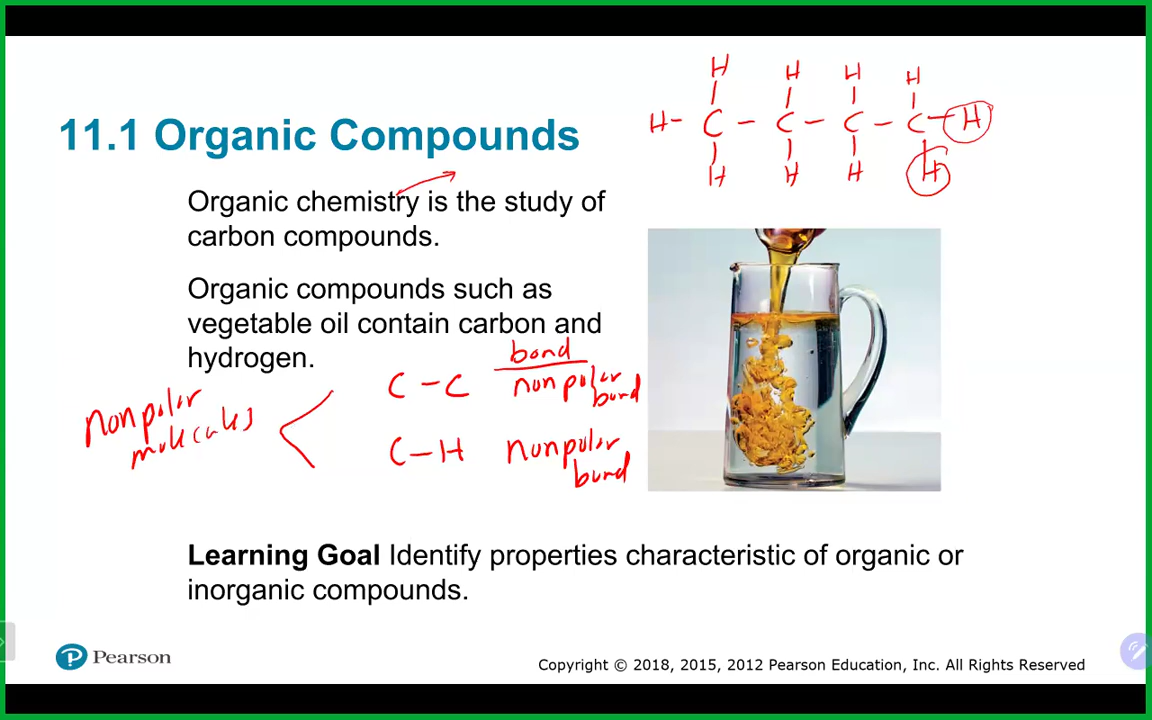 H H H H
H - C - C - C - C - H
H H H H
11.1 Organic Compounds
Organic chemistry is the study of
carbon compounds.
Organic compounds such as
vegetable oil contain carbon and
hydrogen.
bond
C - C nonpolar
bond
nonpolar
molecules
C - H nonpolar
bond
Learning Goal Identify properties characteristic of organic or
inorganic compounds.
Pearson
Copyright © 2018, 2015, 2012 Pearson Education, Inc. All Rights Reserved